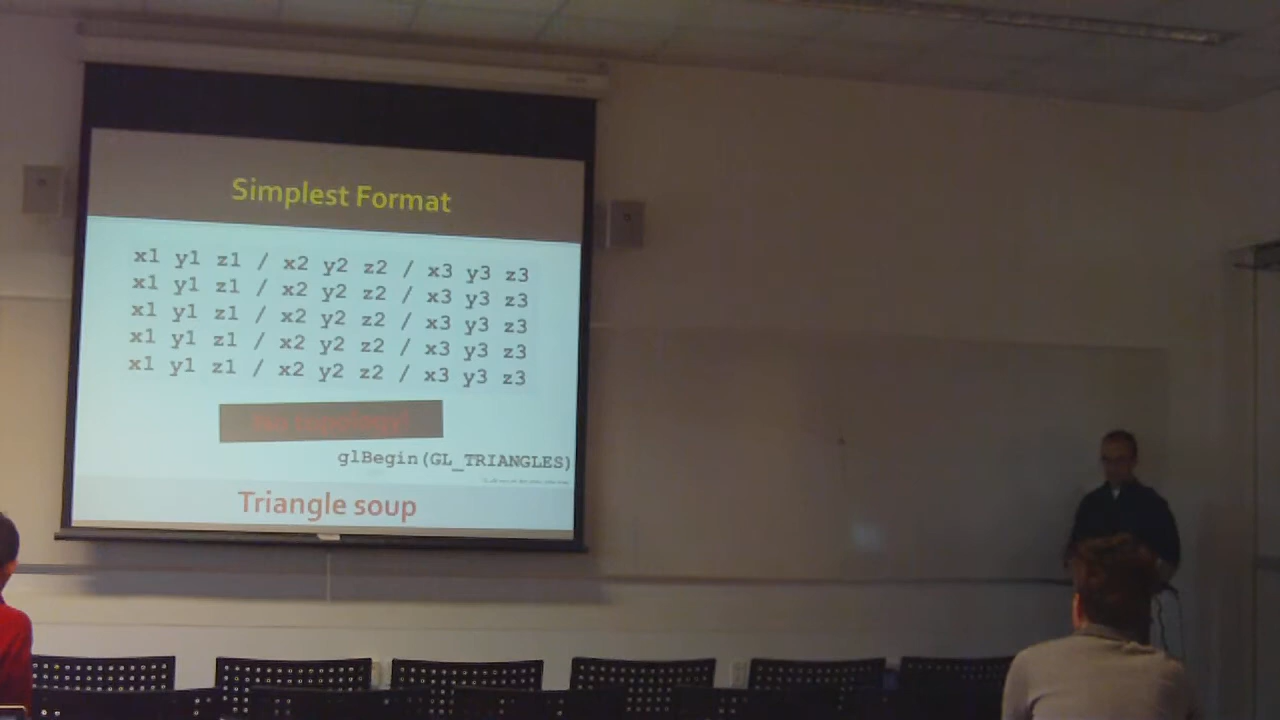 Simplest Format
x1 y1 z1 / x2 y2 z2 / x3 y3 z3
x1 y1 z1 / x2 y2 z2 / x3 y3 z3
x1 y1 z1 / x2 y2 z2 / x3 y3 z3
x1 y1 z1 / x2 y2 z2 / x3 y3 z3
x1 y1 z1 / x2 y2 z2 / x3 y3 z3
No topology!
glBegin(GL_TRIANGLES)
Triangle soup